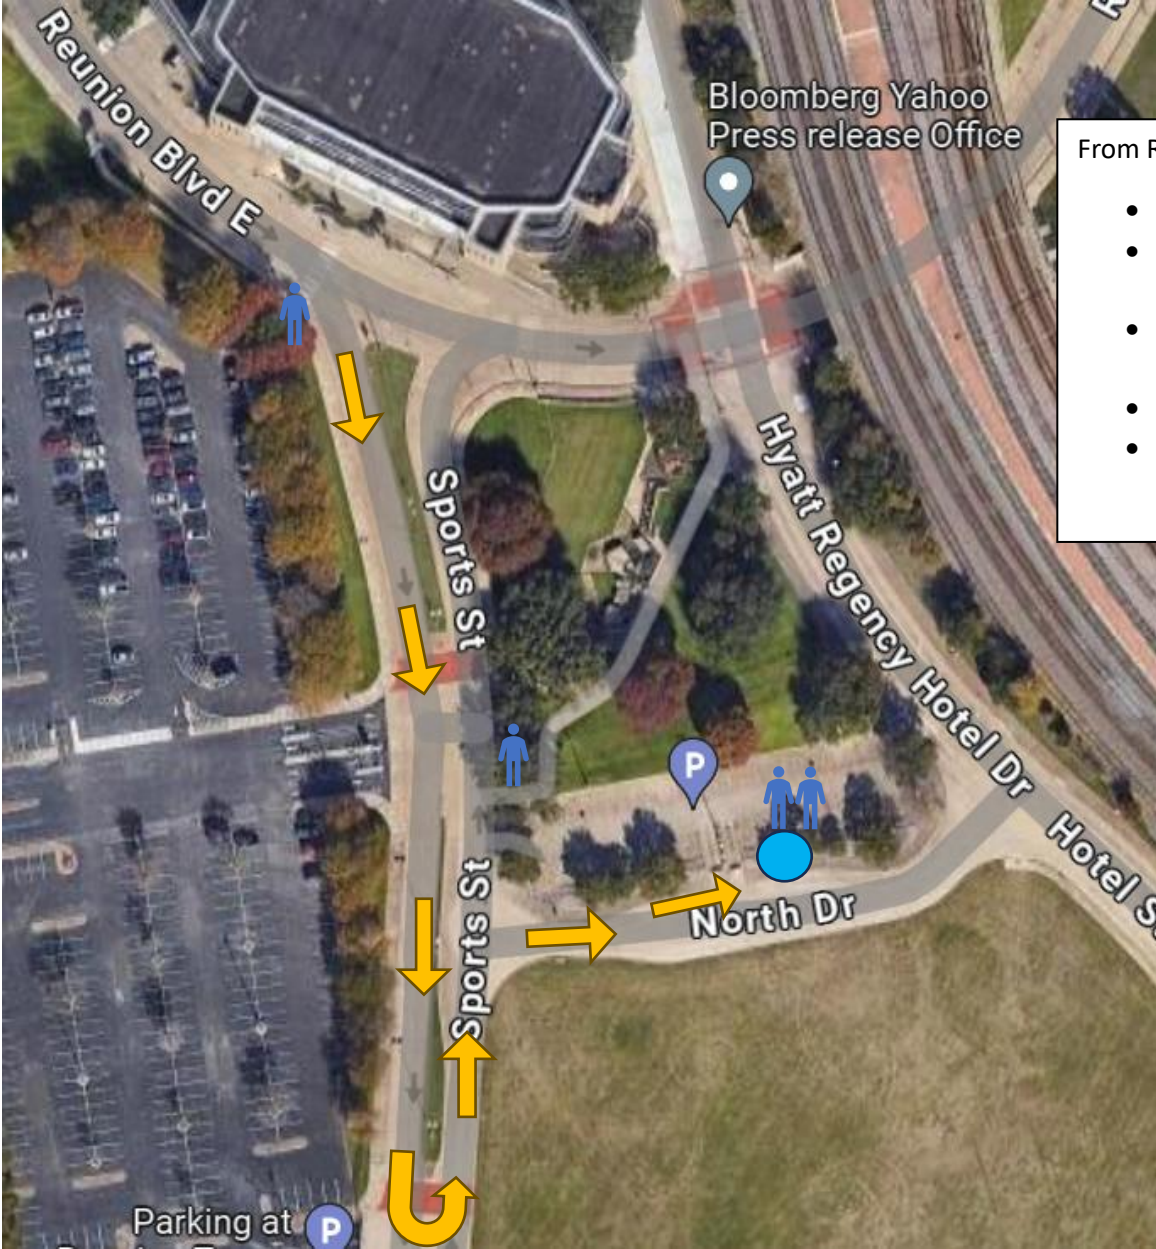 Reunion Blvd E
Bloomberg Yahoo
Press release Office
From
Sports St
Hyatt Regency Hotel Dr
P
Hotel
Sports St
North Dr
Parking at
P